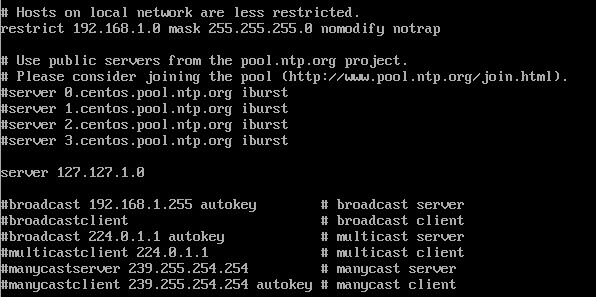 # Hosts on local network are less restricted.
restrict 192.168.1.0 mask 255.255.255.0 nomodify notrap
# Use public servers from the pool.ntp.org project.
# Please consider joining the pool (http://www.pool.ntp.org/join.html).
#server 0.centos.pool.ntp.org iburst
#server 1.centos.pool.ntp.org iburst
#server 2.centos.pool.ntp.org iburst
#server 3.centos.pool.ntp.org iburst
server 127.127.1.0
#broadcast 192.168.1.255 autokey # broadcast server
#broadcastclient # broadcast client
#broadcast 224.0.1.1 autokey # multicast server
#multicastclient 224.0.1.1 # multicast client
#manycastserver 239.255.254.254 # manycast server
#manycastclient 239.255.254.254 autokey # manycast client